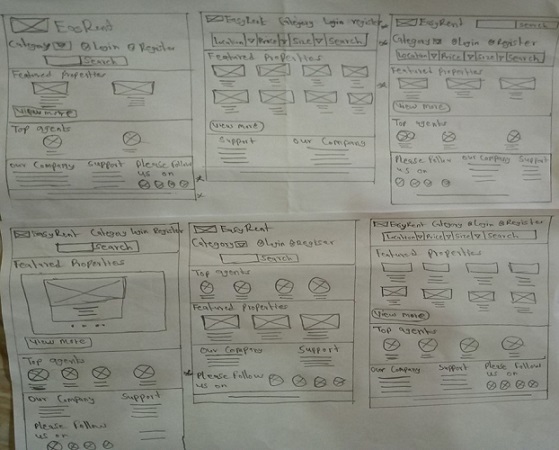 EasyRent
Category Login Register
Search
Featured Properties
View more
Top agents
Our Company Support Please follow
us on
EasyRent Category Login register
Location Price Size Search
Featured Properties
View more
Support Our Company
EasyRent Search
Category Login Register
Location Price Size Search
Featured Properties
View more
Top agents
Please follow Our Company Support
us on
EasyRent Category Login Register
Search
Featured Properties
View more
Top agents
Our Company Support
Please Follow
us on
EasyRent
Category Login Register
Search
Top agents
Featured Properties
Our Company Support
Please Follow
us on
EasyRent Category Login Register
Location Price Size Search
Featured Properties
View more
Top agents
Our Company Support Please follow
us on